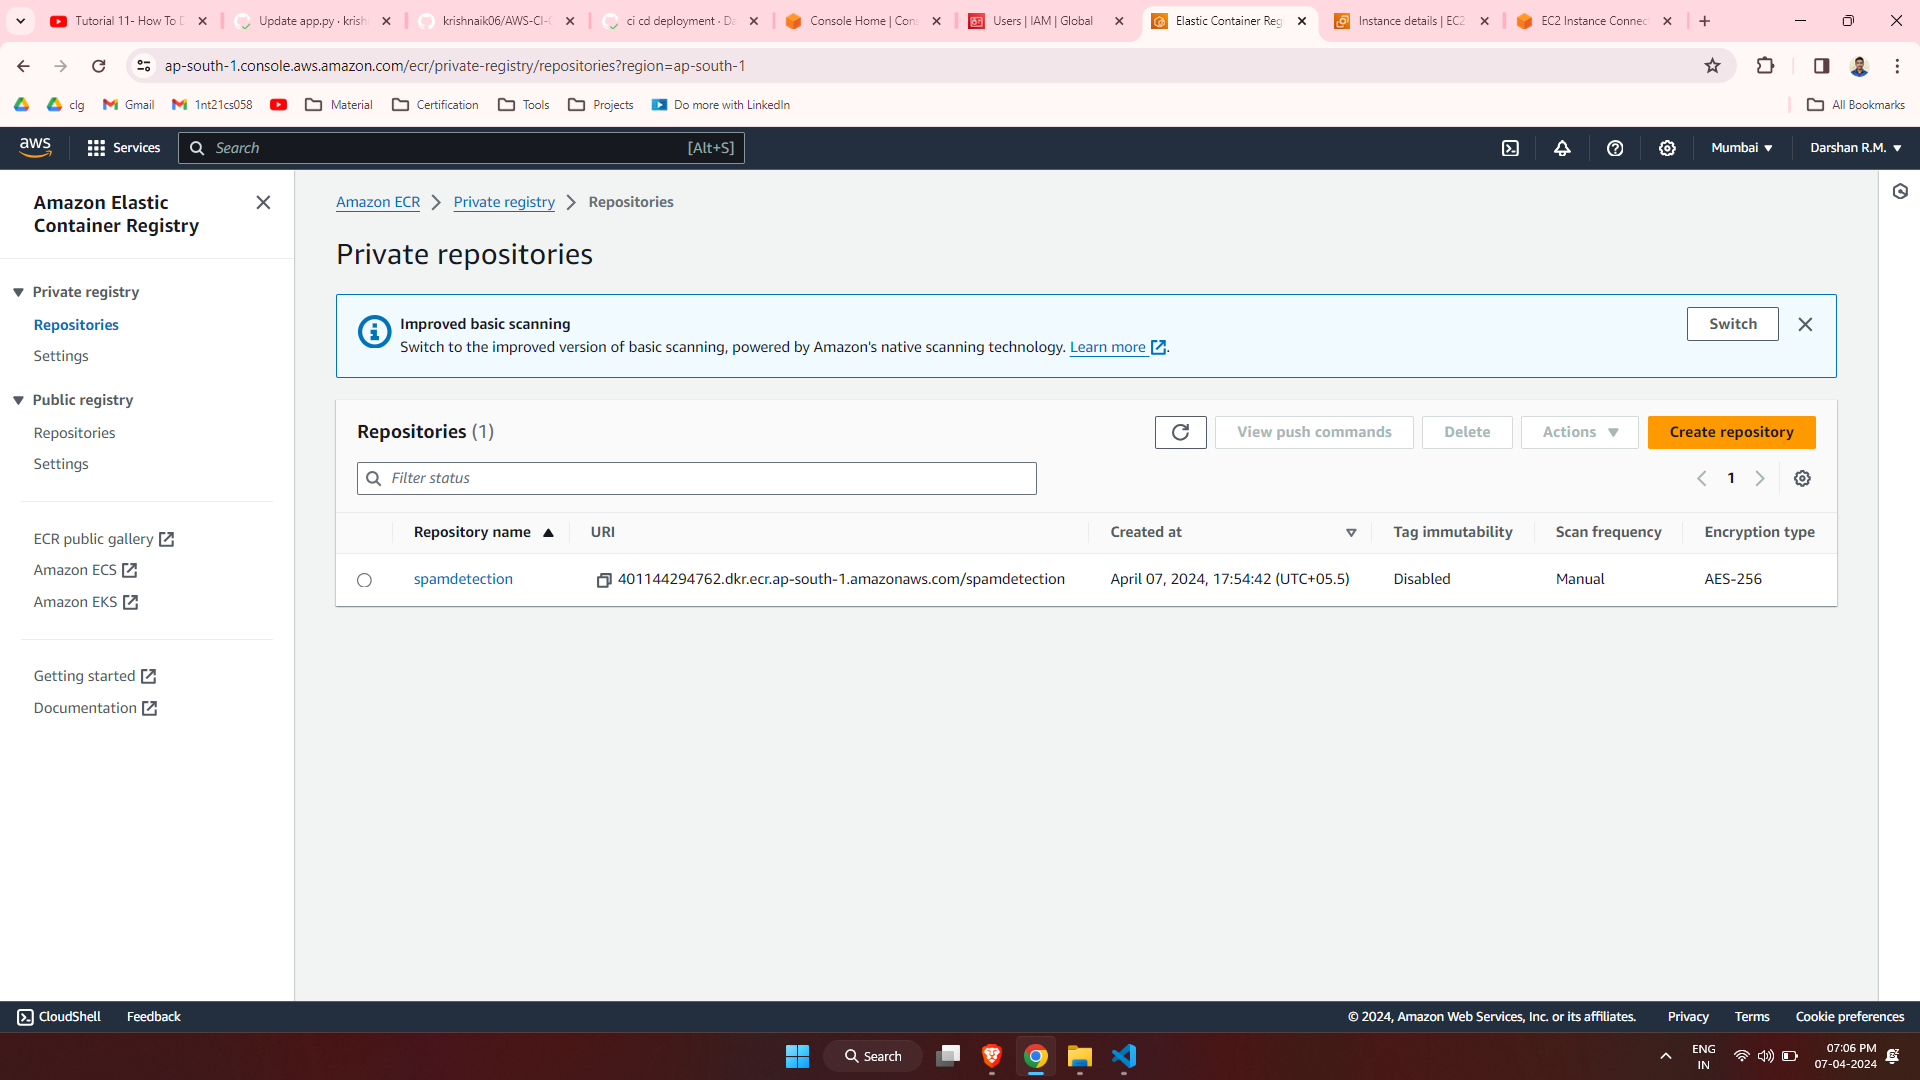 Tutorial 11- How To D
Update app.py · krishn
krishnaik06/AWS-CI-C
ci cd deployment · Da
Console Home | Cons
Users | IAM | Global
Elastic Container Regi
Instance details | EC2
EC2 Instance Connect
ap-south-1.console.aws.amazon.com/ecr/private-registry/repositories?region=ap-south-1
clg
Gmail
1nt21cs058
Material
Certification
Tools
Projects
Do more with LinkedIn
All Bookmarks
aws
Services
Search
[Alt+S]
Mumbai
Darshan R.M.
Amazon Elastic
Container Registry
Private registry
Repositories
Settings
Public registry
Repositories
Settings
ECR public gallery
Amazon ECS
Amazon EKS
Getting started
Documentation
Amazon ECR
Private registry
Repositories
Private repositories
Improved basic scanning
Switch to the improved version of basic scanning, powered by Amazon's native scanning technology. Learn more.
Switch
Repositories (1)
View push commands
Delete
Actions
Create repository
Filter status
1
Repository name
URI
Created at
Tag immutability
Scan frequency
Encryption type
spamdetection
401144294762.dkr.ecr.ap-south-1.amazonaws.com/spamdetection
April 07, 2024, 17:54:42 (UTC+05.5)
Disabled
Manual
AES-256
CloudShell
Feedback
© 2024, Amazon Web Services, Inc. or its affiliates.
Privacy
Terms
Cookie preferences
Search
ENG
IN
07:06 PM
07-04-2024